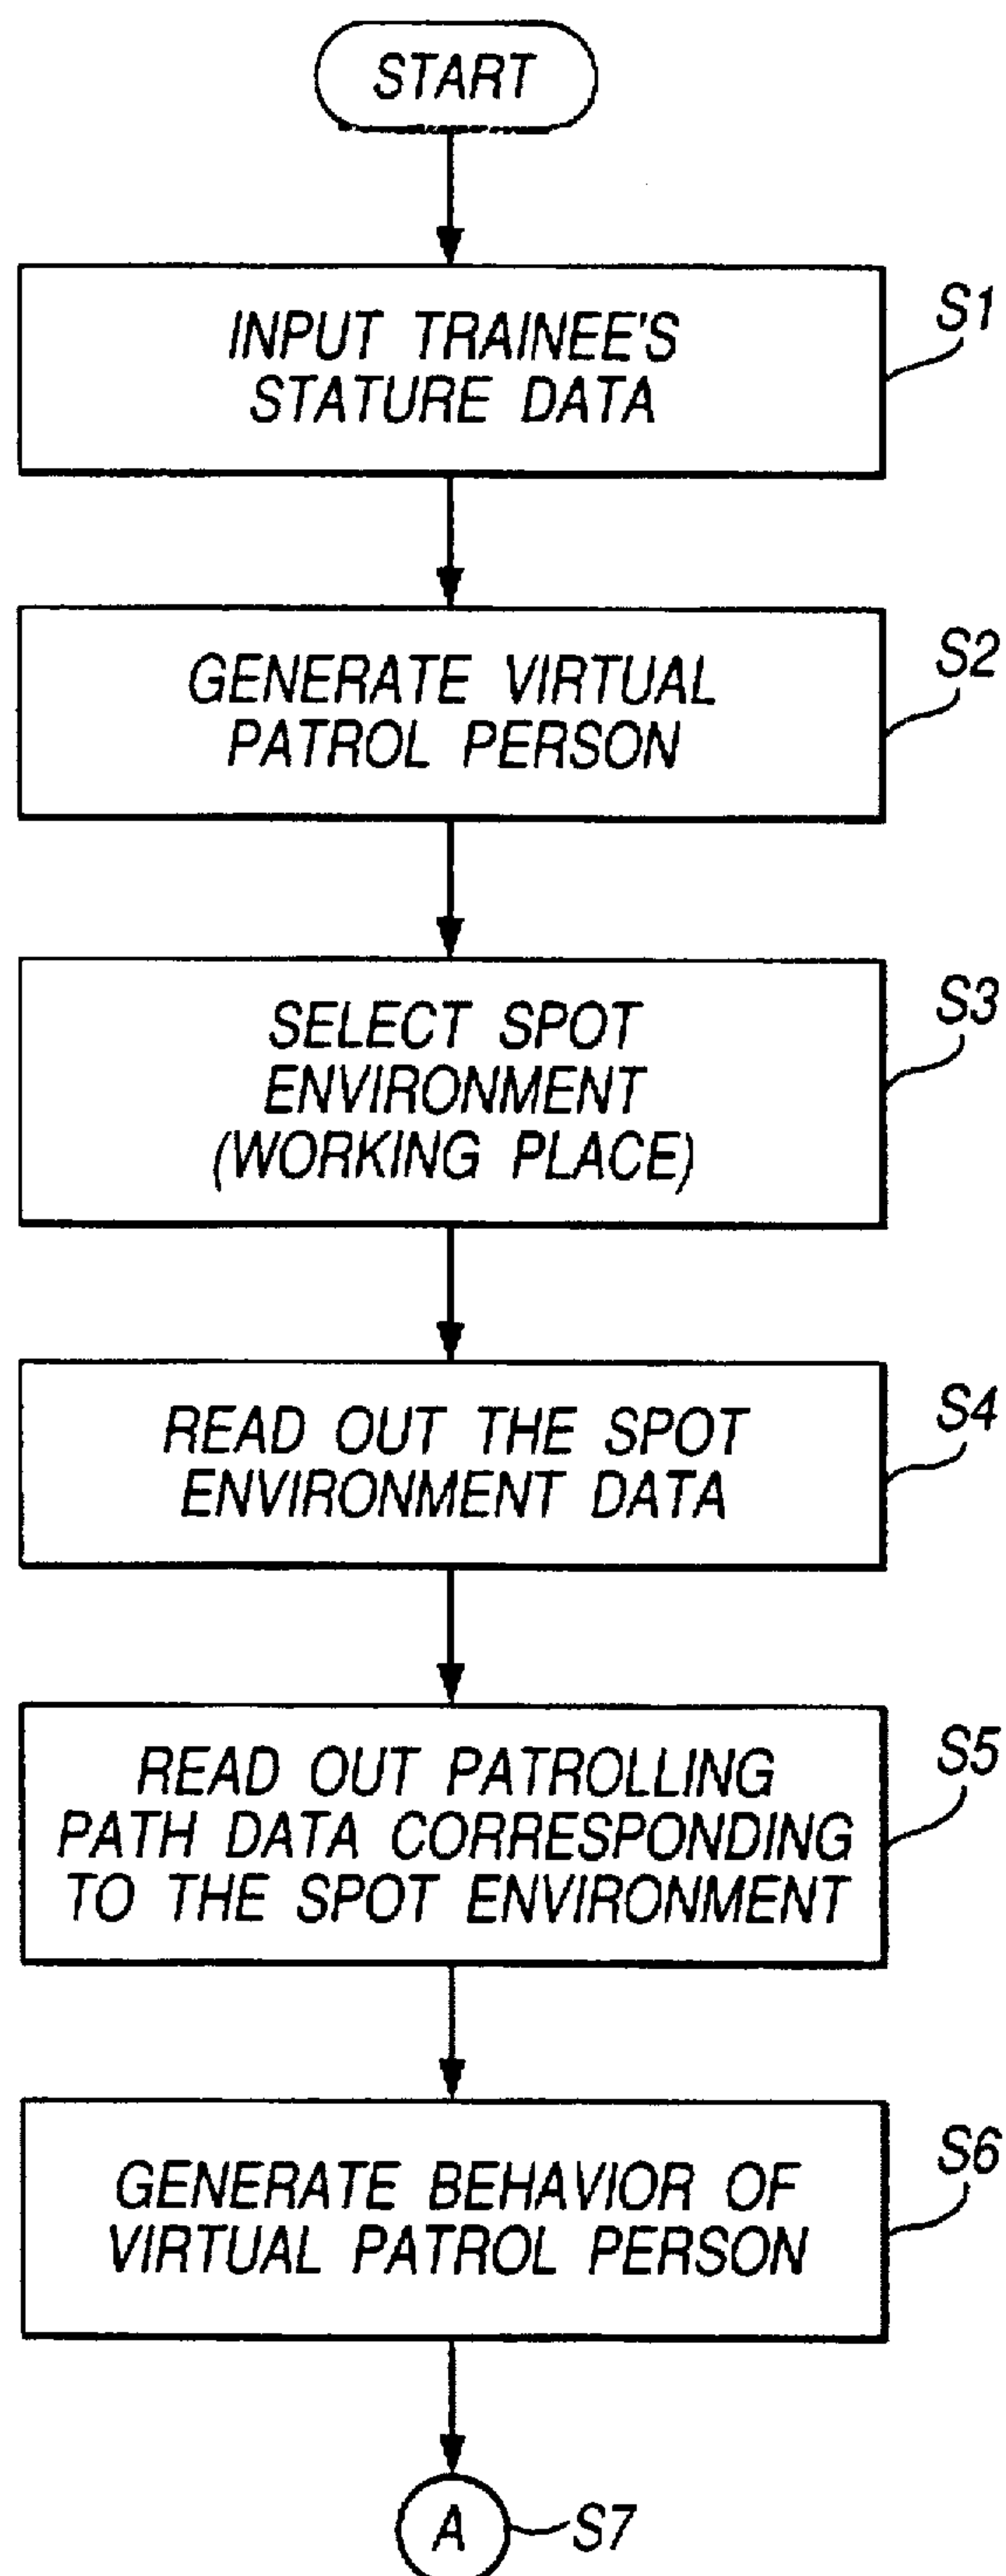 START
INPUT TRAINEE'S
STATURE DATA
S1
GENERATE VIRTUAL
PATROL PERSON
S2
SELECT SPOT
ENVIRONMENT
(WORKING PLACE)
S3
READ OUT THE SPOT
ENVIRONMENT DATA
S4
READ OUT PATROLLING
PATH DATA CORRESPONDING
TO THE SPOT ENVIRONMENT
S5
GENERATE BEHAVIOR OF
VIRTUAL PATROL PERSON
S6
A
S7